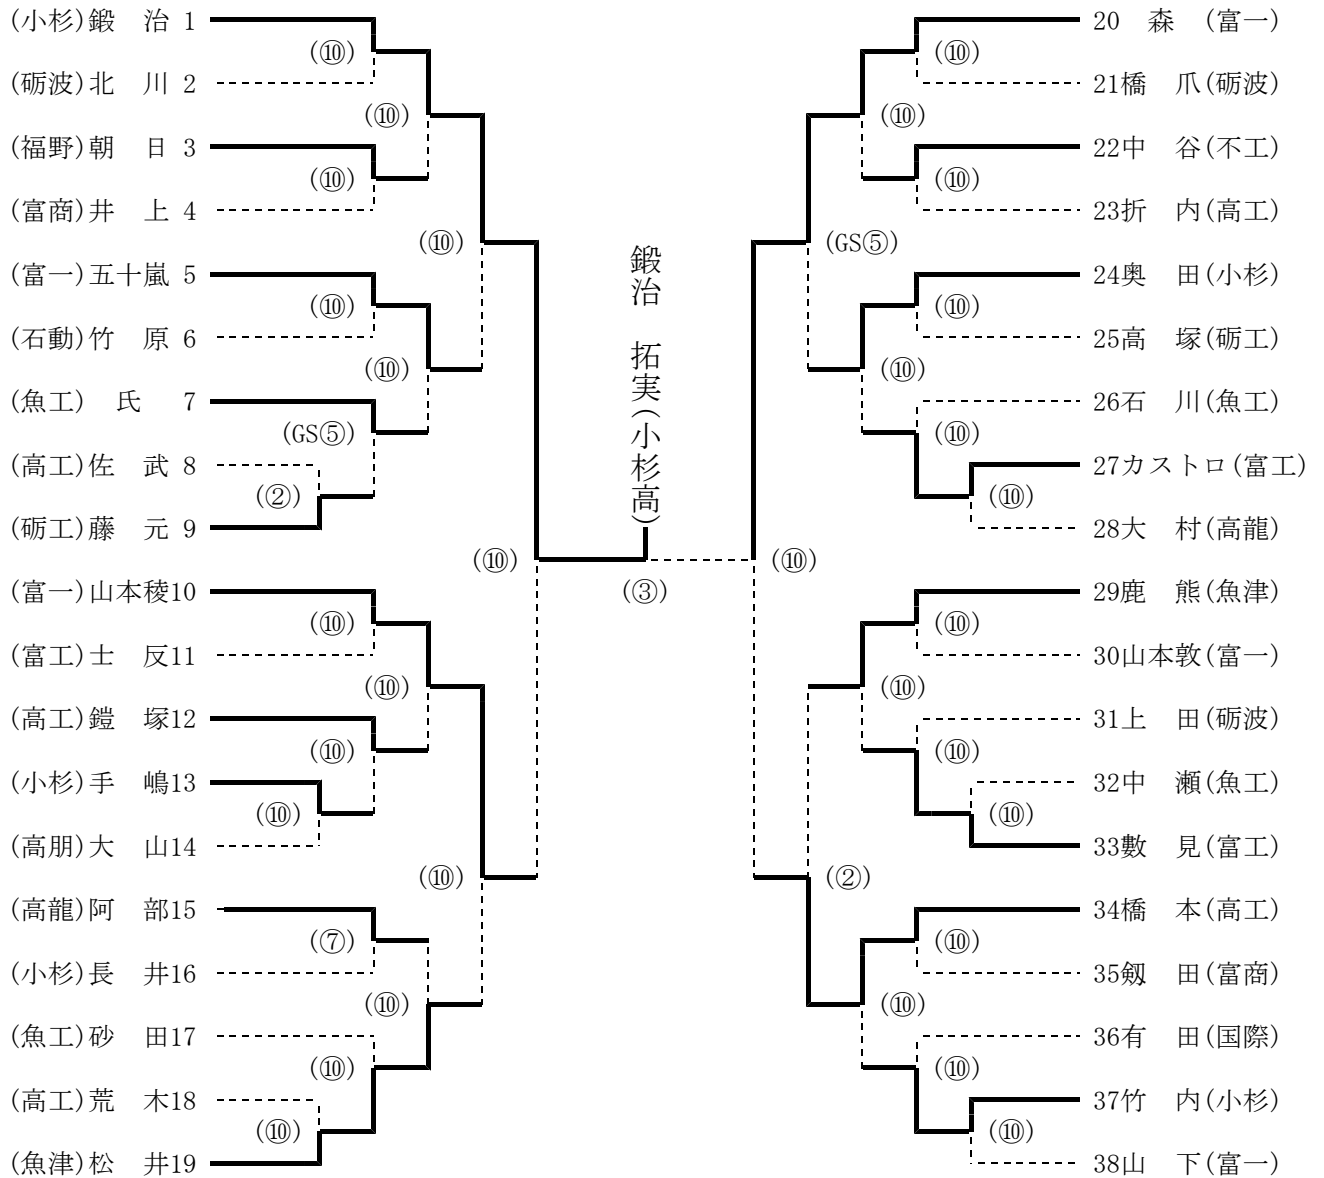 (小杉)鍛　治 1
(⑩)
(砺波)北　川 2
(⑩)
(福野)朝　日 3
(⑩)
(富商)井　上 4
(⑩)
(富一)五十嵐 5
(⑩)
(石動)竹　原 6
(⑩)
(魚工)　氏　 7
(GS⑤)
(高工)佐　武 8
(②)
(砺工)藤　元 9
(⑩)
(富一)山本稜10
(⑩)
(富工)士　反11
(⑩)
(高工)鎧　塚12
(⑩)
(小杉)手　嶋13
(⑩)
(高朋)大　山14
(⑩)
(高龍)阿　部15
(⑦)
(小杉)長　井16
(⑩)
(魚工)砂　田17
(⑩)
(高工)荒　木18
(⑩)
(魚津)松　井19
鍛治　拓実(小杉高)
(③)
20　森　(富一)
(⑩)
21橋　爪(砺波)
(⑩)
22中　谷(不工)
(⑩)
23折　内(高工)
(GS⑤)
24奥　田(小杉)
(⑩)
25高　塚(砺工)
(⑩)
26石　川(魚工)
(⑩)
27カストロ(富工)
(⑩)
28大　村(高龍)
(⑩)
29鹿　熊(魚津)
(⑩)
30山本敦(富一)
(⑩)
31上　田(砺波)
(⑩)
32中　瀬(魚工)
(⑩)
33數　見(富工)
(②)
34橋　本(高工)
(⑩)
35剱　田(富商)
(⑩)
36有　田(国際)
(⑩)
37竹　内(小杉)
(⑩)
38山　下(富一)